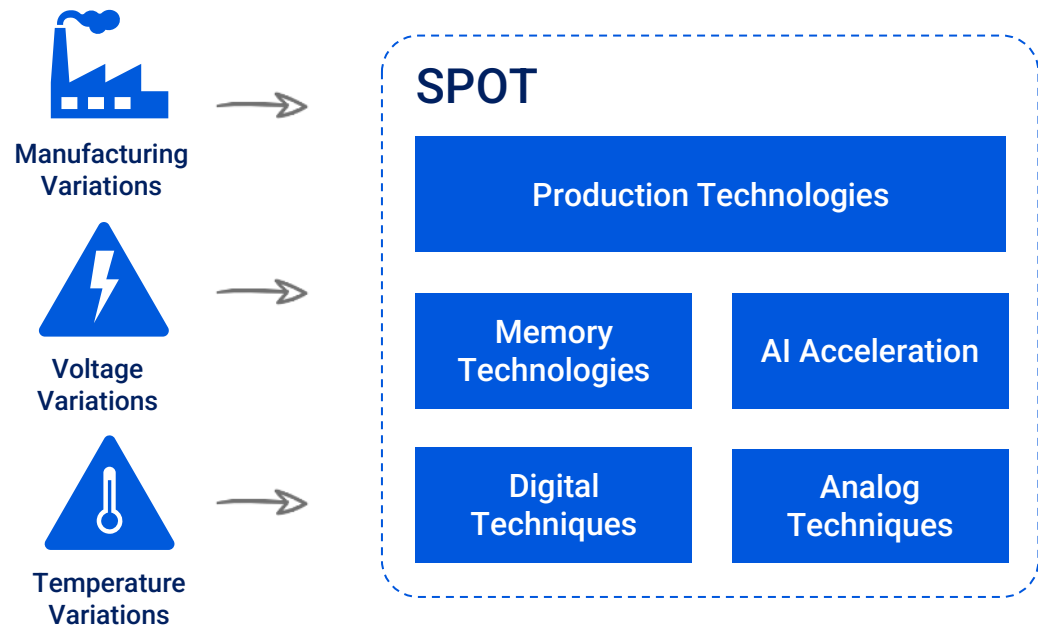 Manufacturing
Variations
Voltage
Variations
Temperature
Variations
SPOT
Production Technologies
Memory
Technologies
AI Acceleration
Digital
Techniques
Analog
Techniques